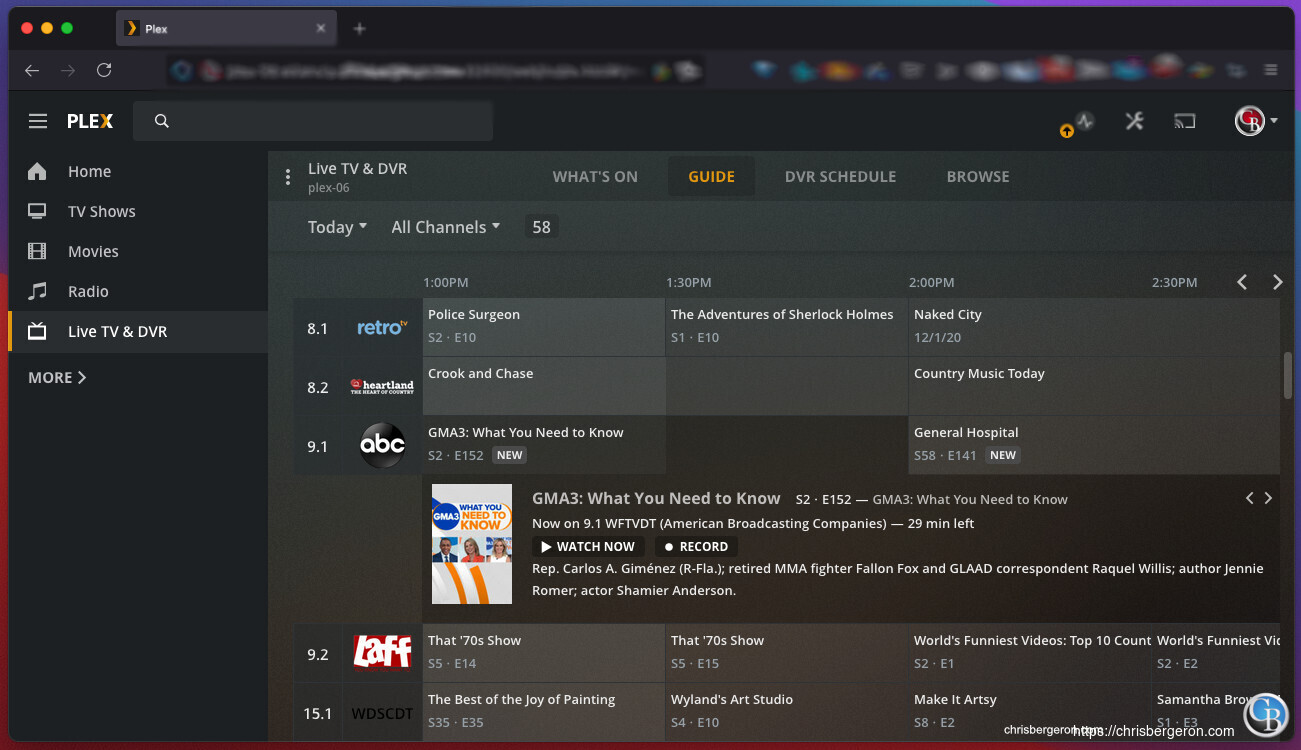 Plex
PLEX
Home
TV Shows
Movies
Radio
Live TV & DVR
MORE
Live TV & DVR
plex-06
WHAT'S ON
GUIDE
DVR SCHEDULE
BROWSE
Today
All Channels
58
1:00PM
1:30PM
2:00PM
2:30PM
8.1
retro tv
Police Surgeon
S2 · E10
The Adventures of Sherlock Holmes
S1 · E10
Naked City
12/1/20
8.2
heartland
THE HEART OF COUNTRY
Crook and Chase
Country Music Today
9.1
abc
GMA3: What You Need to Know
S2 · E152 NEW
General Hospital
S58 · E141 NEW
GMA3 WHAT YOU
NEED TO
KNOW
GMA3: What You Need to Know S2 · E152 — GMA3: What You Need to Know
Now on 9.1 WFTVDT (American Broadcasting Companies) — 29 min left
WATCH NOW
RECORD
Rep. Carlos A. Giménez (R-Fla.); retired MMA fighter Fallon Fox and GLAAD correspondent Raquel Willis; author Jennie
Romer; actor Shamier Anderson.
9.2
Laff
That '70s Show
S5 · E14
That '70s Show
S5 · E15
World's Funniest Videos: Top 10 Count
S2 · E1
World's Funniest Vi
S2 · E2
15.1
WDSCDT
The Best of the Joy of Painting
S35 · E35
Wyland's Art Studio
S4 · E10
Make It Artsy
S8 · E2
Samantha Brow
S1 · E3
chrisbergeron.com
https://chrisbergeron.com